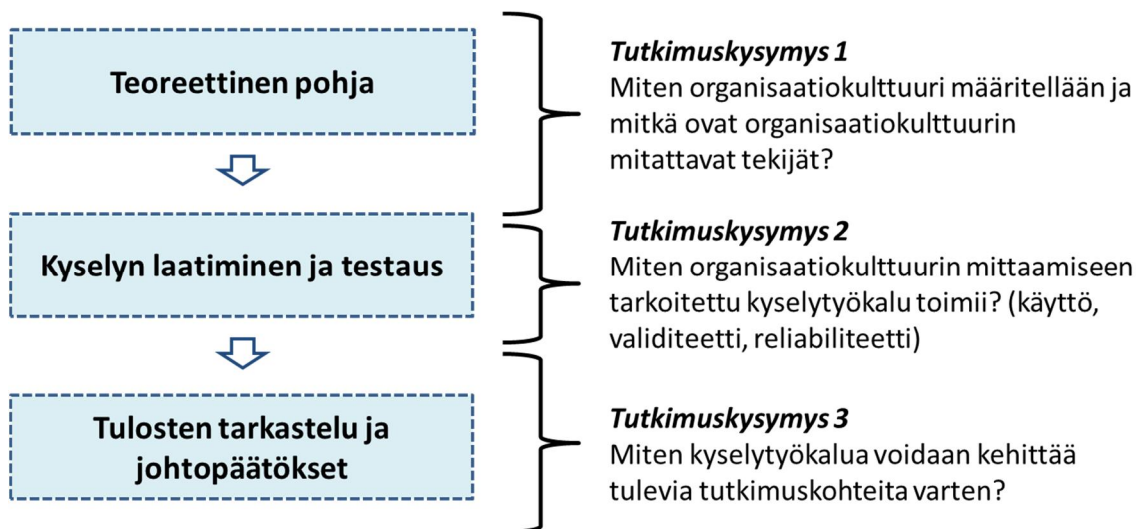 Teoreettinen pohja
Tutkimuskysymys 1
Miten organisaatiokulttuuri määritellään ja
mitkä ovat organisaatiokulttuurin
mitattavat tekijät?
Kyselyn laatiminen ja testaus
Tutkimuskysymys 2
Miten organisaatiokulttuurin mittaamiseen
tarkoitettu kyselytyökalu toimii? (käyttö,
validiteetti, reliabiliteetti)
Tulosten tarkastelu ja
johtopäätökset
Tutkimuskysymys 3
Miten kyselytyökalua voidaan kehittää
tulevia tutkimuskohteita varten?